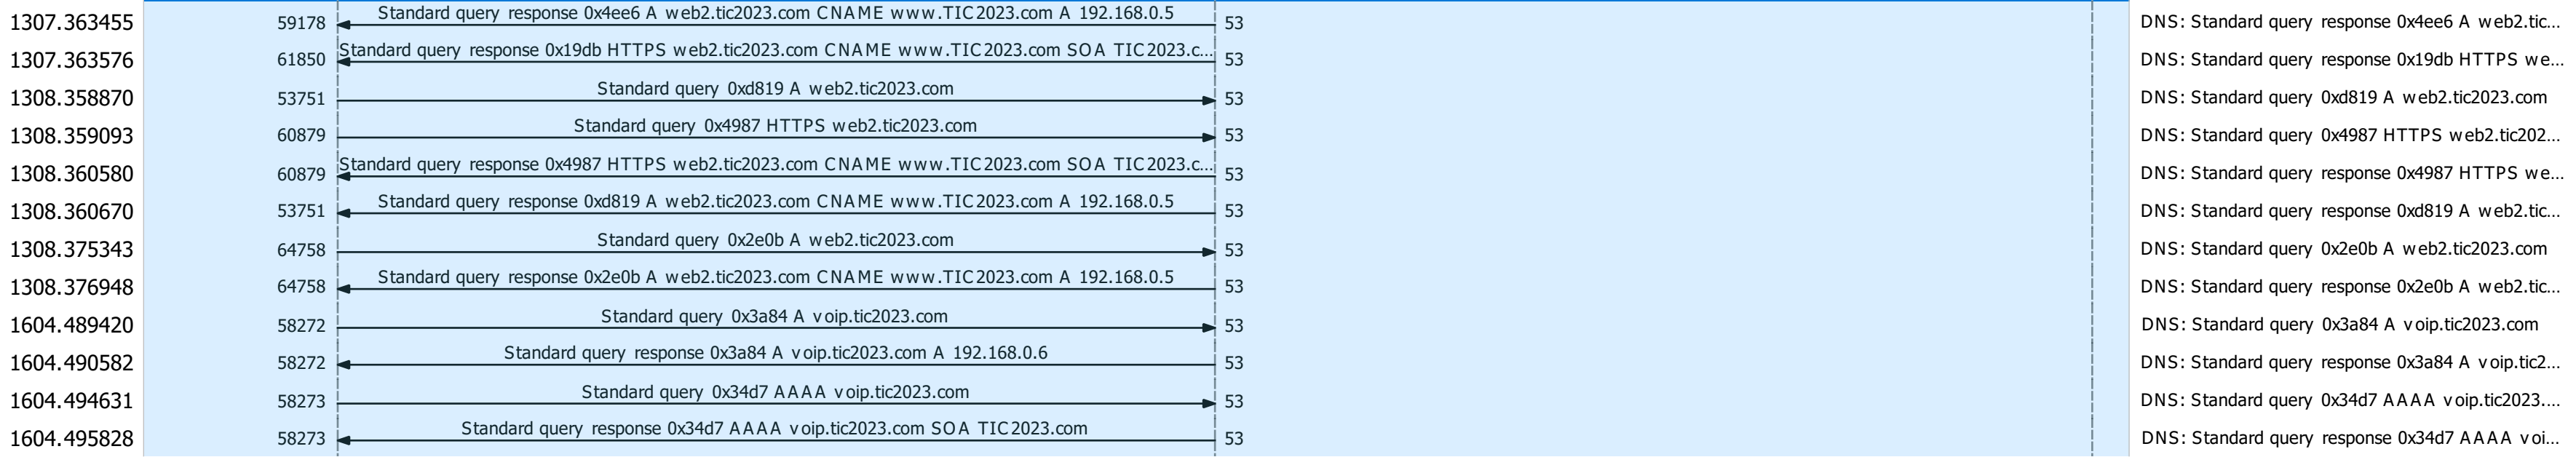 1307.363455 59178 Standard query response 0x4ee6 A web2.tic2023.com CNAME www.TIC2023.com A 192.168.0.5 53 DNS: Standard query response 0x4ee6 A web2.tic...
1307.363576 61850 Standard query response 0x19db HTTPS web2.tic2023.com CNAME www.TIC2023.com SOA TIC2023.c... 53 DNS: Standard query response 0x19db HTTPS we...
1308.358870 53751 Standard query 0xd819 A web2.tic2023.com 53 DNS: Standard query 0xd819 A web2.tic2023.com
1308.359093 60879 Standard query 0x4987 HTTPS web2.tic2023.com 53 DNS: Standard query 0x4987 HTTPS web2.tic202...
1308.360580 60879 Standard query response 0x4987 HTTPS web2.tic2023.com CNAME www.TIC2023.com SOA TIC2023.c... 53 DNS: Standard query response 0x4987 HTTPS we...
1308.360670 53751 Standard query response 0xd819 A web2.tic2023.com CNAME www.TIC2023.com A 192.168.0.5 53 DNS: Standard query response 0xd819 A web2.tic...
1308.375343 64758 Standard query 0x2e0b A web2.tic2023.com 53 DNS: Standard query 0x2e0b A web2.tic2023.com
1308.376948 64758 Standard query response 0x2e0b A web2.tic2023.com CNAME www.TIC2023.com A 192.168.0.5 53 DNS: Standard query response 0x2e0b A web2.tic...
1604.489420 58272 Standard query 0x3a84 A voip.tic2023.com 53 DNS: Standard query 0x3a84 A voip.tic2023.com
1604.490582 58272 Standard query response 0x3a84 A voip.tic2023.com A 192.168.0.6 53 DNS: Standard query response 0x3a84 A voip.tic2...
1604.494631 58273 Standard query 0x34d7 AAAA voip.tic2023.com 53 DNS: Standard query 0x34d7 AAAA voip.tic2023....
1604.495828 58273 Standard query response 0x34d7 AAAA voip.tic2023.com SOA TIC2023.com 53 DNS: Standard query response 0x34d7 AAAA voi...